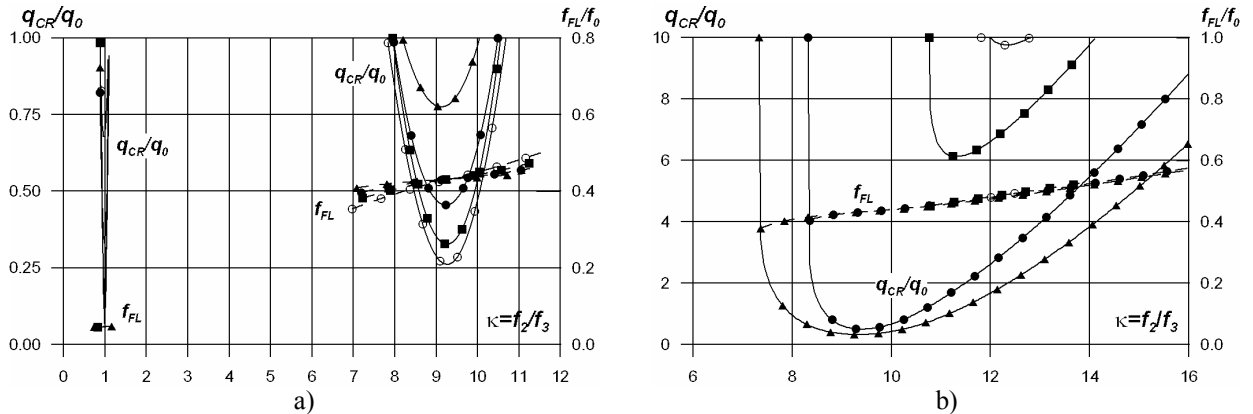 q_CR/q_0 f_FL/f_0
1.00 0.8
0.75 0.6
0.50 0.4
0.25 0.2
0.00 0.0
q_CR/q_0
q_CR/q_0
f_FL
f_FL
κ=f_2/f_3
0 1 2 3 4 5 6 7 8 9 10 11 12
a)
q_CR/q_0 f_FL/f_0
10 1.0
8 0.8
6 0.6
4 0.4
2 0.2
0 0.0
f_FL
q_CR/q_0
κ=f_2/f_3
6 8 10 12 14 16
b)